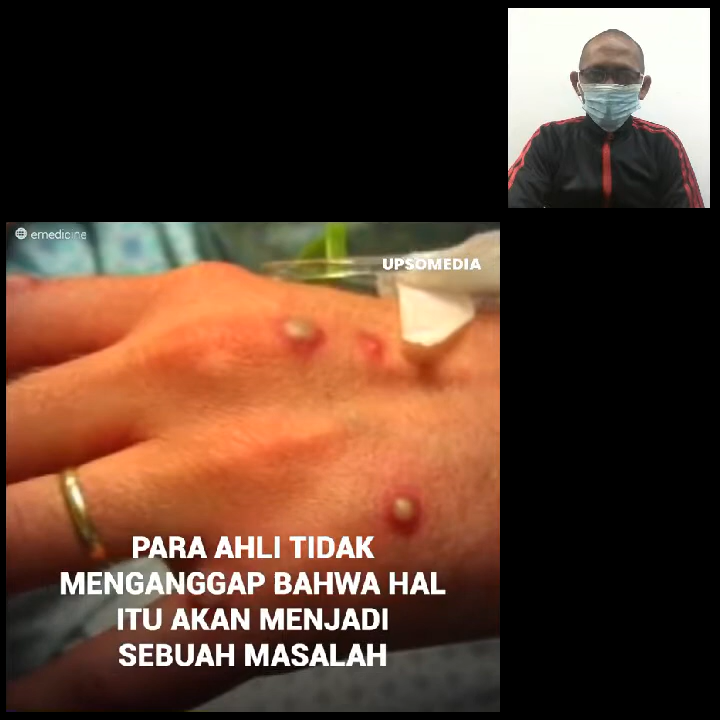 emedicine
UPSOMEDIA
PARA AHLI TIDAK
MENGANGGAP BAHWA HAL
ITU AKAN MENJADI
SEBUAH MASALAH